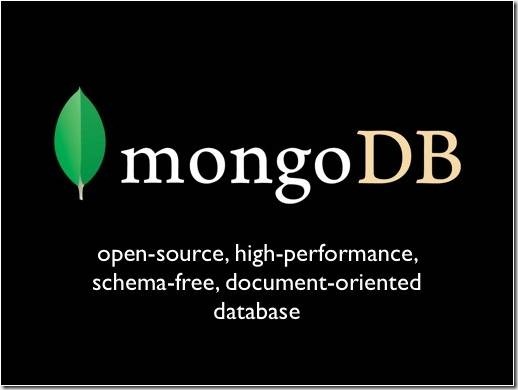 mongoDB
open-source, high-performance,
schema-free, document-oriented
database